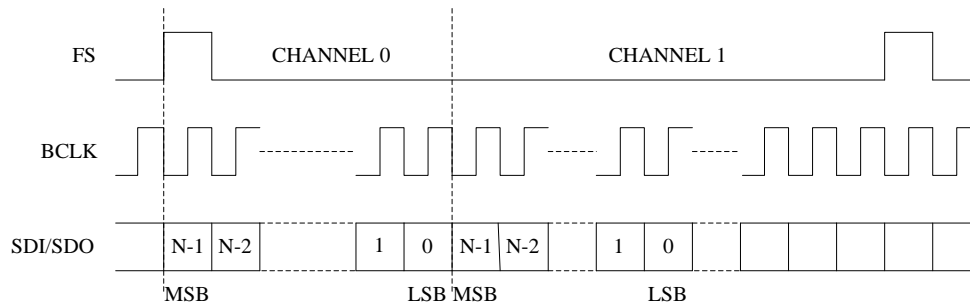 FS CHANNEL 0 CHANNEL 1
BCLK
SDI/SDO N-1 N-2 1 0 N-1 N-2 1 0
MSB LSB MSB LSB